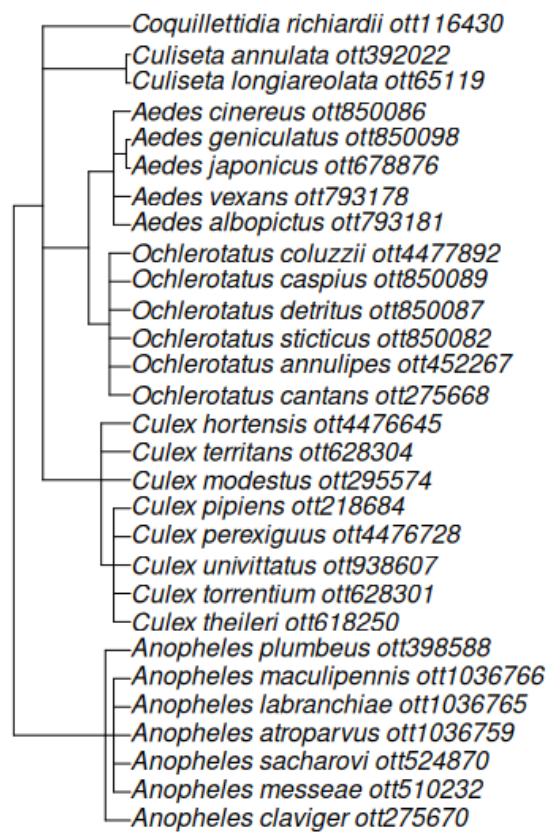 Coquillettidia richiardii ott116430
Culiseta annulata ott392022
Culiseta longiareolata ott65119
Aedes cinereus ott850086
Aedes geniculatus ott850098
Aedes japonicus ott678876
Aedes vexans ott793178
Aedes albopictus ott793181
Ochlerotatus coluzzii ott4477892
Ochlerotatus caspius ott850089
Ochlerotatus detritus ott850087
Ochlerotatus sticticus ott850082
Ochlerotatus annulipes ott452267
Ochlerotatus cantans ott275668
Culex hortensis ott4476645
Culex territans ott628304
Culex modestus ott295574
Culex pipiens ott218684
Culex perexiguus ott4476728
Culex univittatus ott938607
Culex torrentium ott628301
Culex theileri ott618250
Anopheles plumbeus ott398588
Anopheles maculipennis ott1036766
Anopheles labranchiae ott1036765
Anopheles atroparvus ott1036759
Anopheles sacharovi ott524870
Anopheles messeae ott510232
Anopheles claviger ott275670